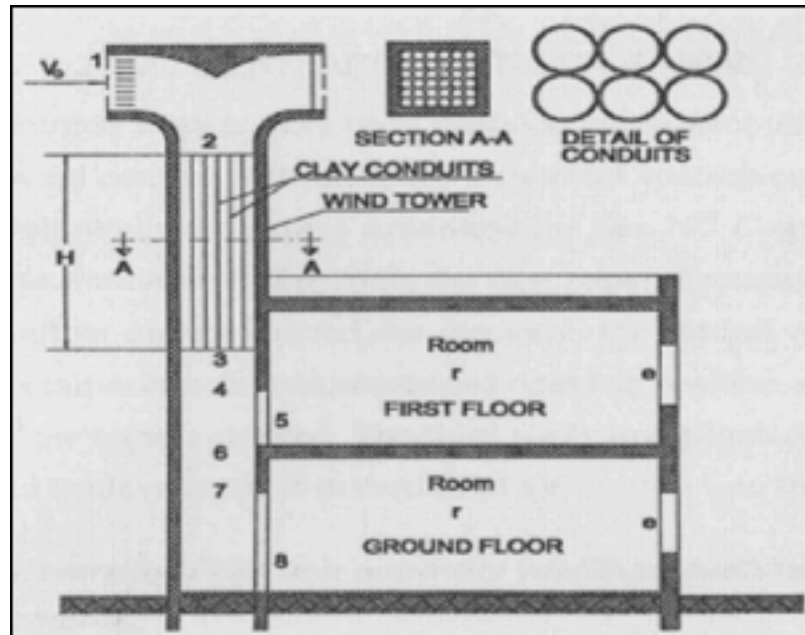 1
V₀
2
SECTION A-A
DETAIL OF
CONDUITS
CLAY CONDUITS
WIND TOWER
H
A
A
3
4
5
6
7
8
Room
r
FIRST FLOOR
e
Room
r
GROUND FLOOR
e